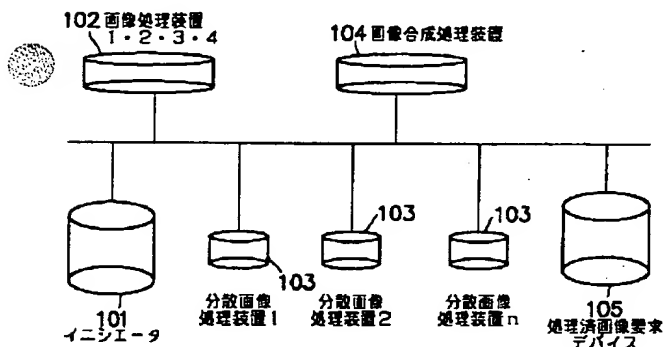 102 画像処理装置
1・2・3・4
104 画像合成処理装置
103
103
103
101
イニシエータ
分散画像
処理装置1
分散画像
処理装置2
分散画像
処理装置n
105
処理済画像要求
デバイス